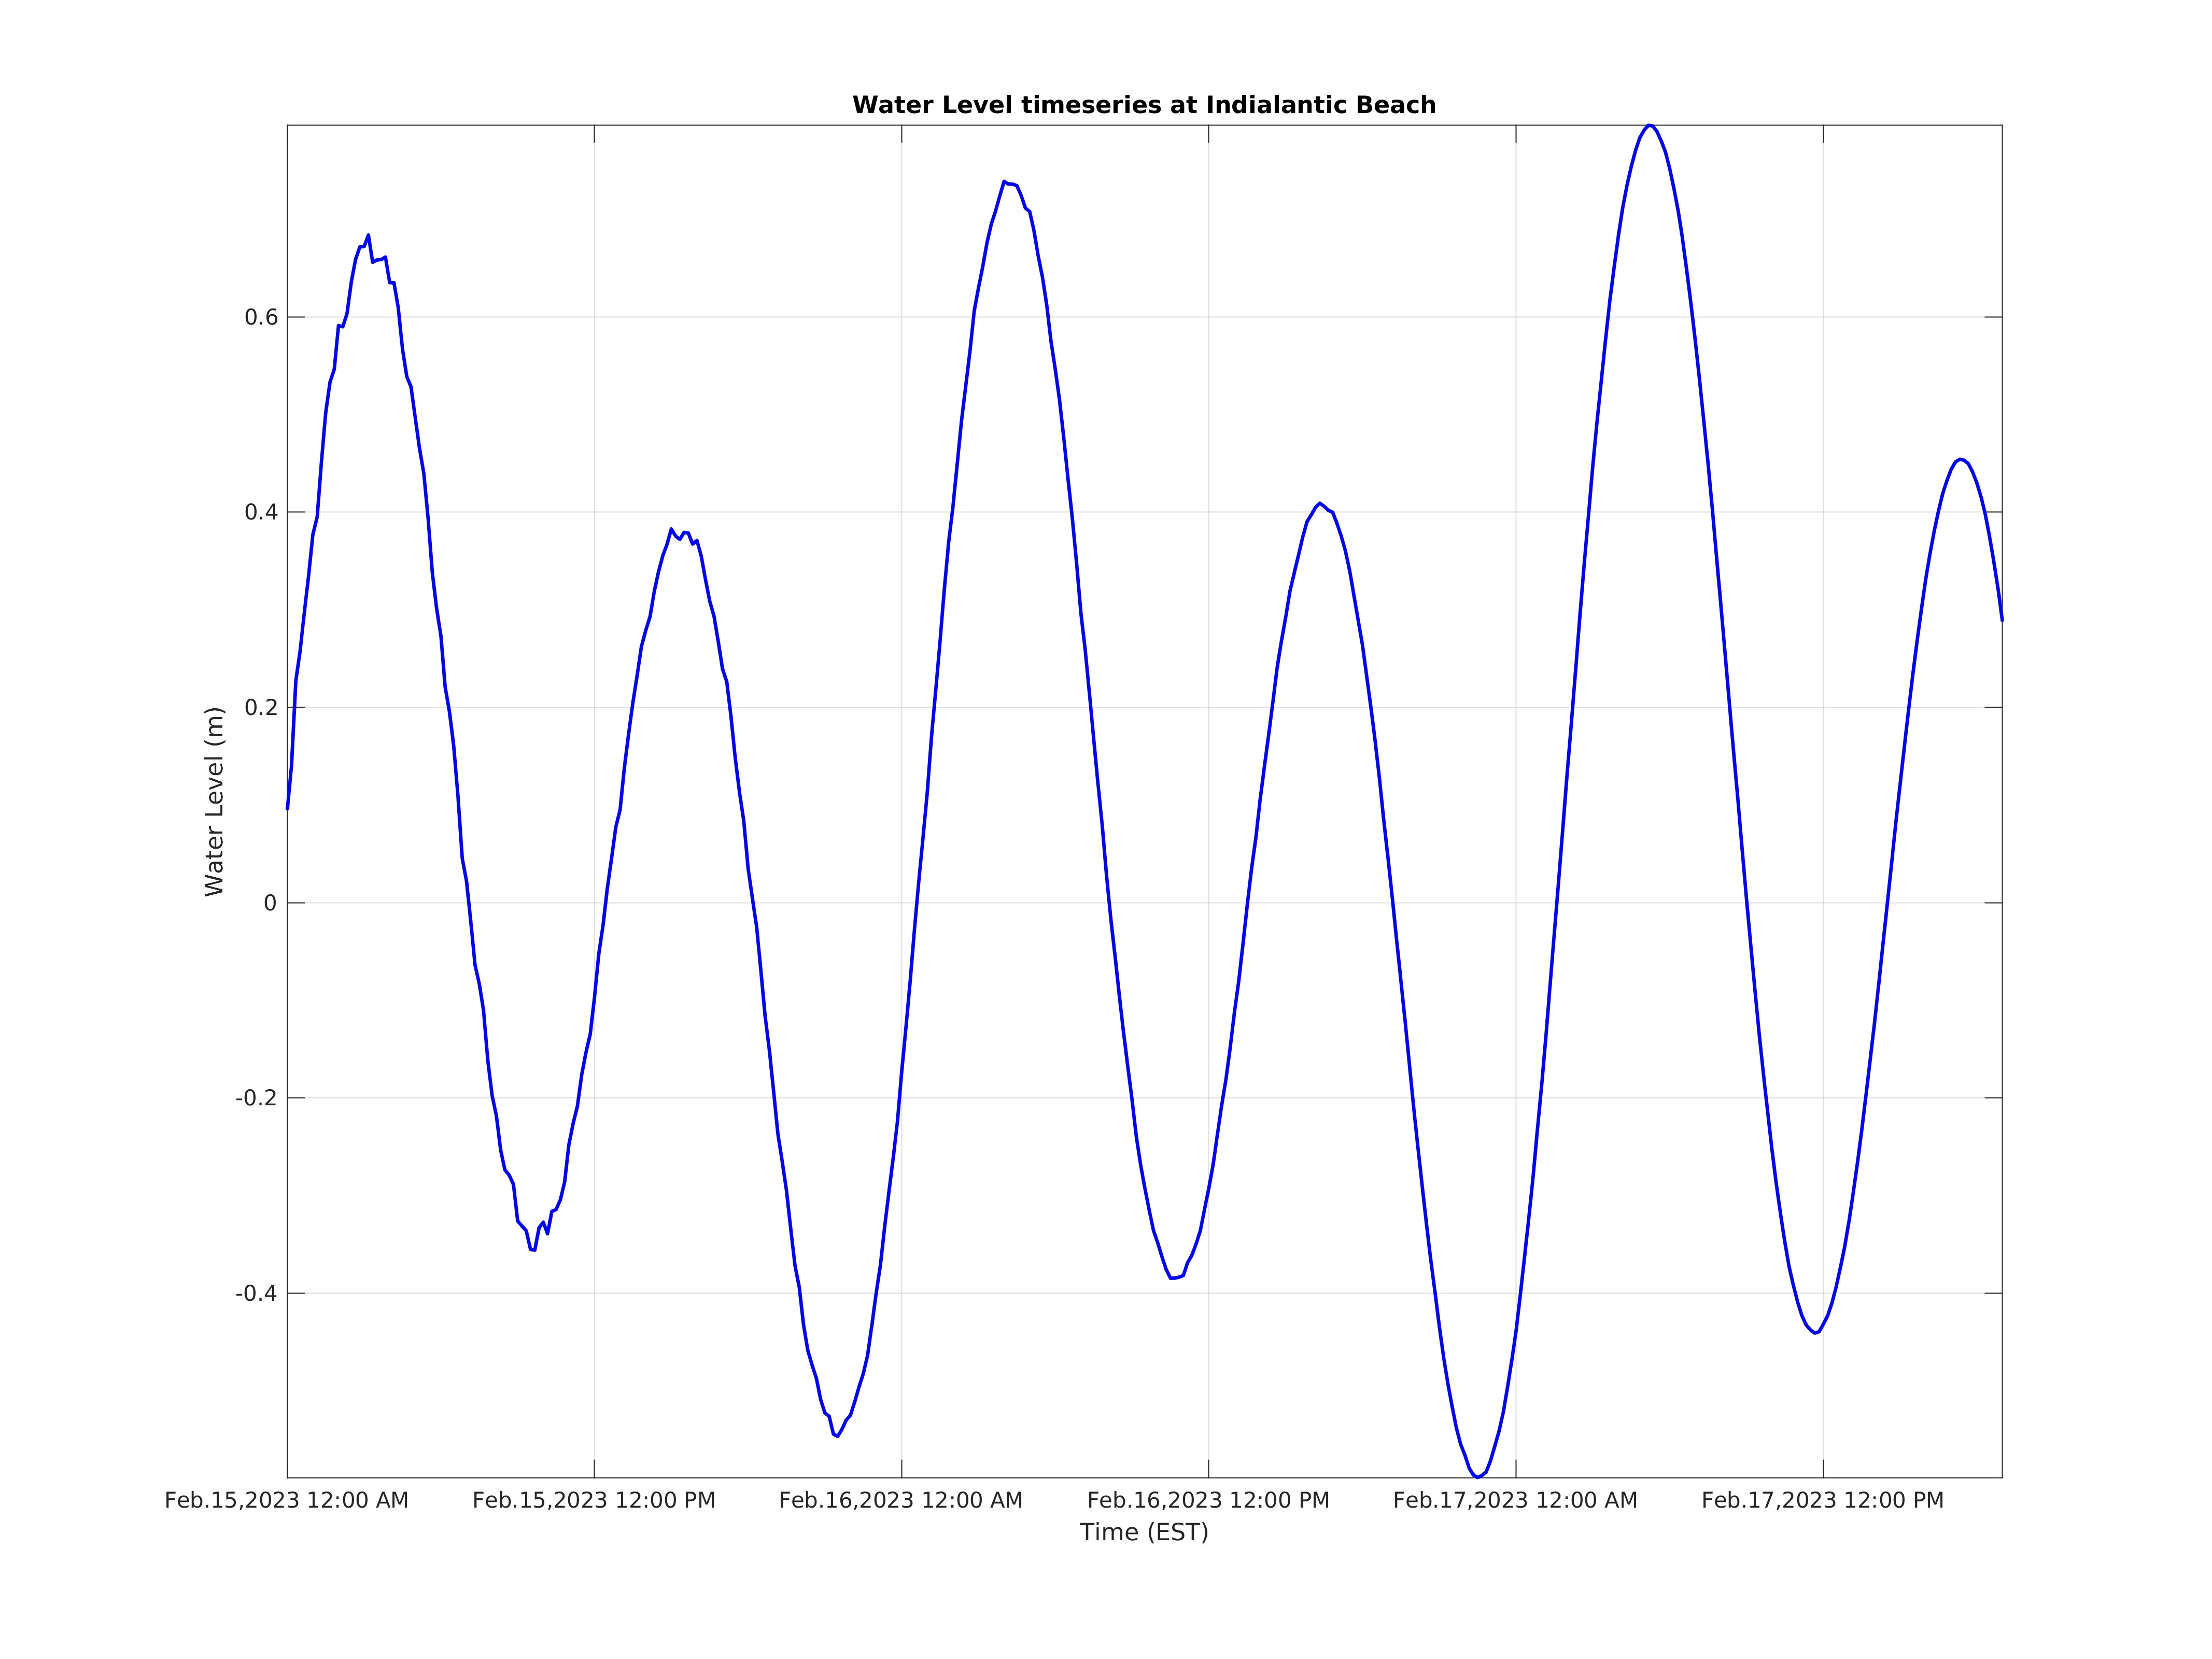 Water Level timeseries at Indialantic Beach
0.6
0.4
0.2
0
-0.2
-0.4
Water Level (m)
Feb.15,2023 12:00 AM
Feb.15,2023 12:00 PM
Feb.16,2023 12:00 AM
Feb.16,2023 12:00 PM
Feb.17,2023 12:00 AM
Feb.17,2023 12:00 PM
Time (EST)